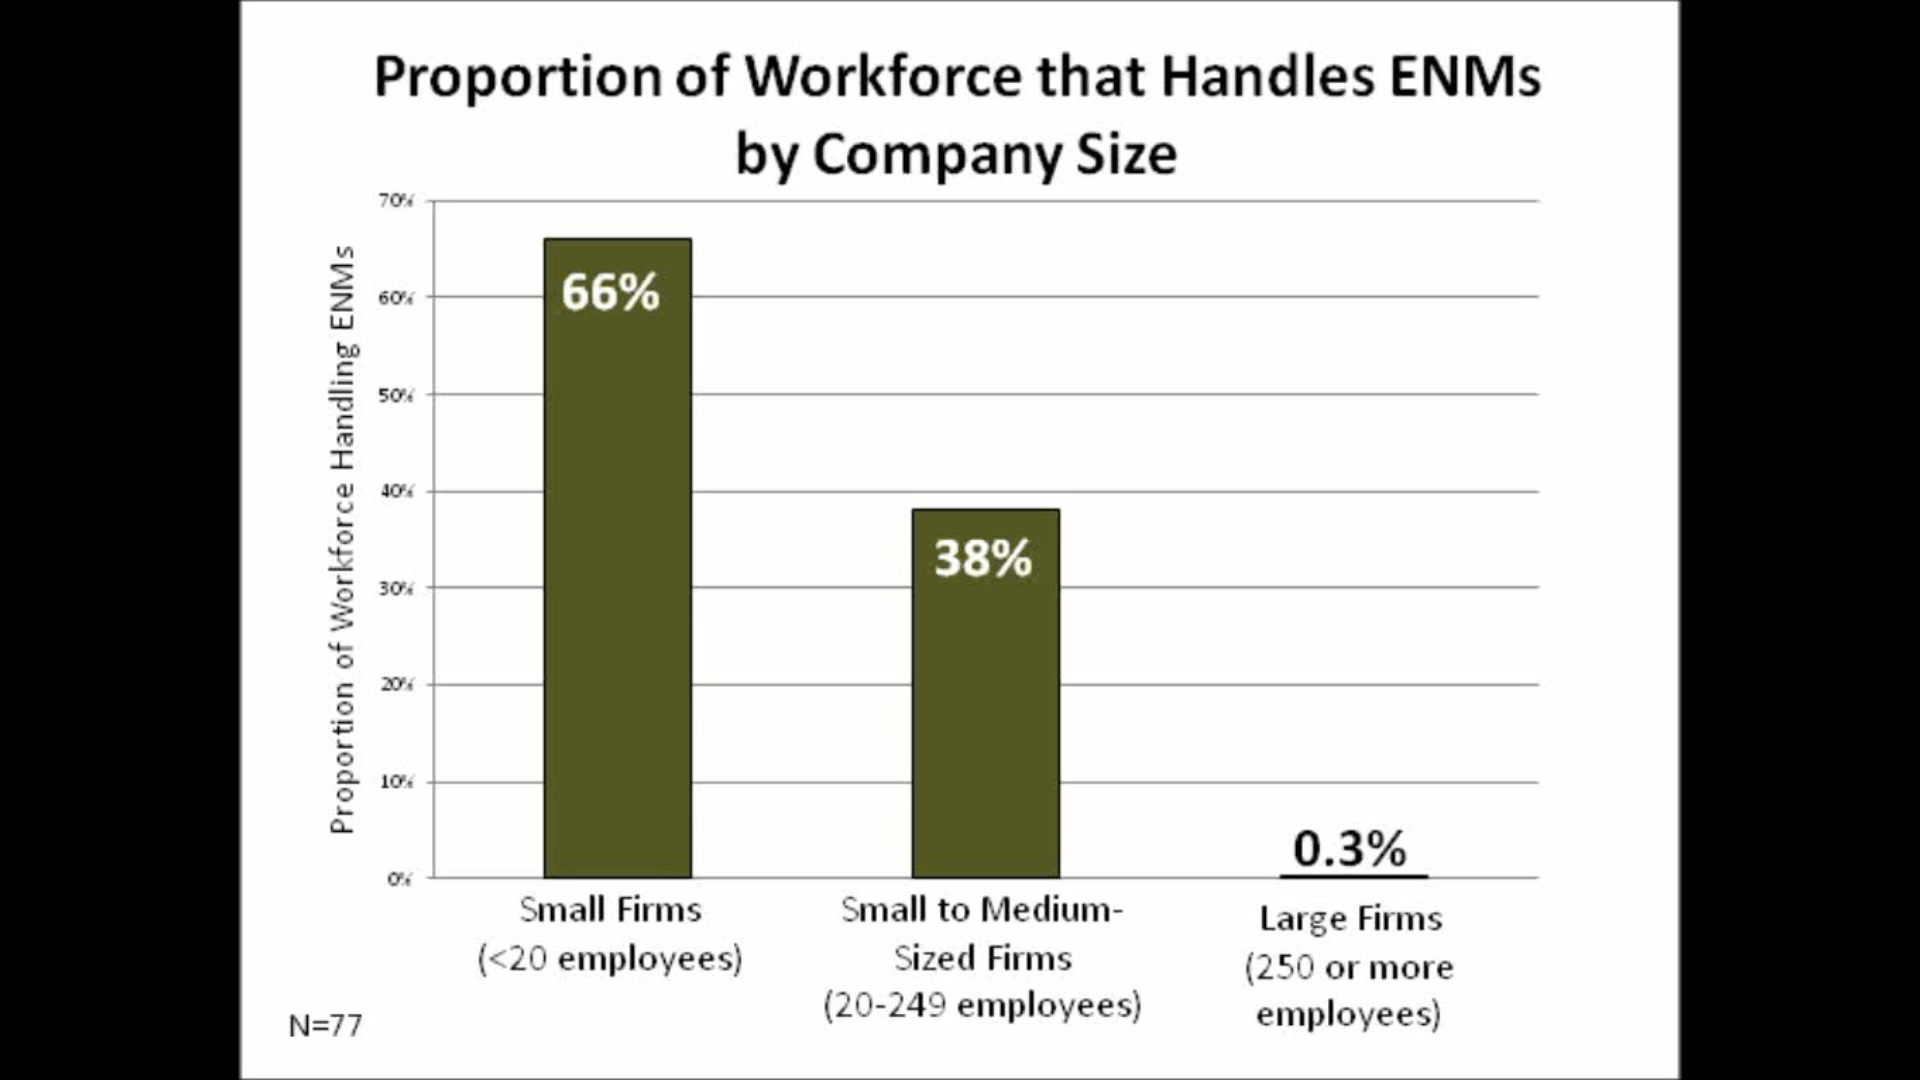 Proportion of Workforce that Handles ENMs
by Company Size
Proportion of Workforce Handling ENMs
70%
60%
50%
40%
30%
20%
10%
0%
66%
38%
0.3%
Small Firms
(<20 employees)
Small to Medium-
Sized Firms
(20-249 employees)
Large Firms
(250 or more
employees)
N=77